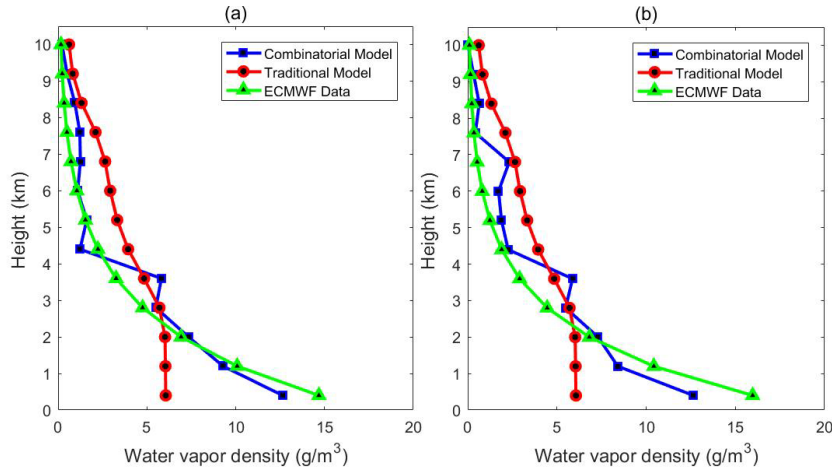 (a)
Combinatorial Model
Traditional Model
ECMWF Data
Height (km)
10
9
8
7
6
5
4
3
2
1
0
0 5 10 15 20
Water vapor density (g/m³)
(b)
Combinatorial Model
Traditional Model
ECMWF Data
Height (km)
10
9
8
7
6
5
4
3
2
1
0
0 5 10 15 20
Water vapor density (g/m³)